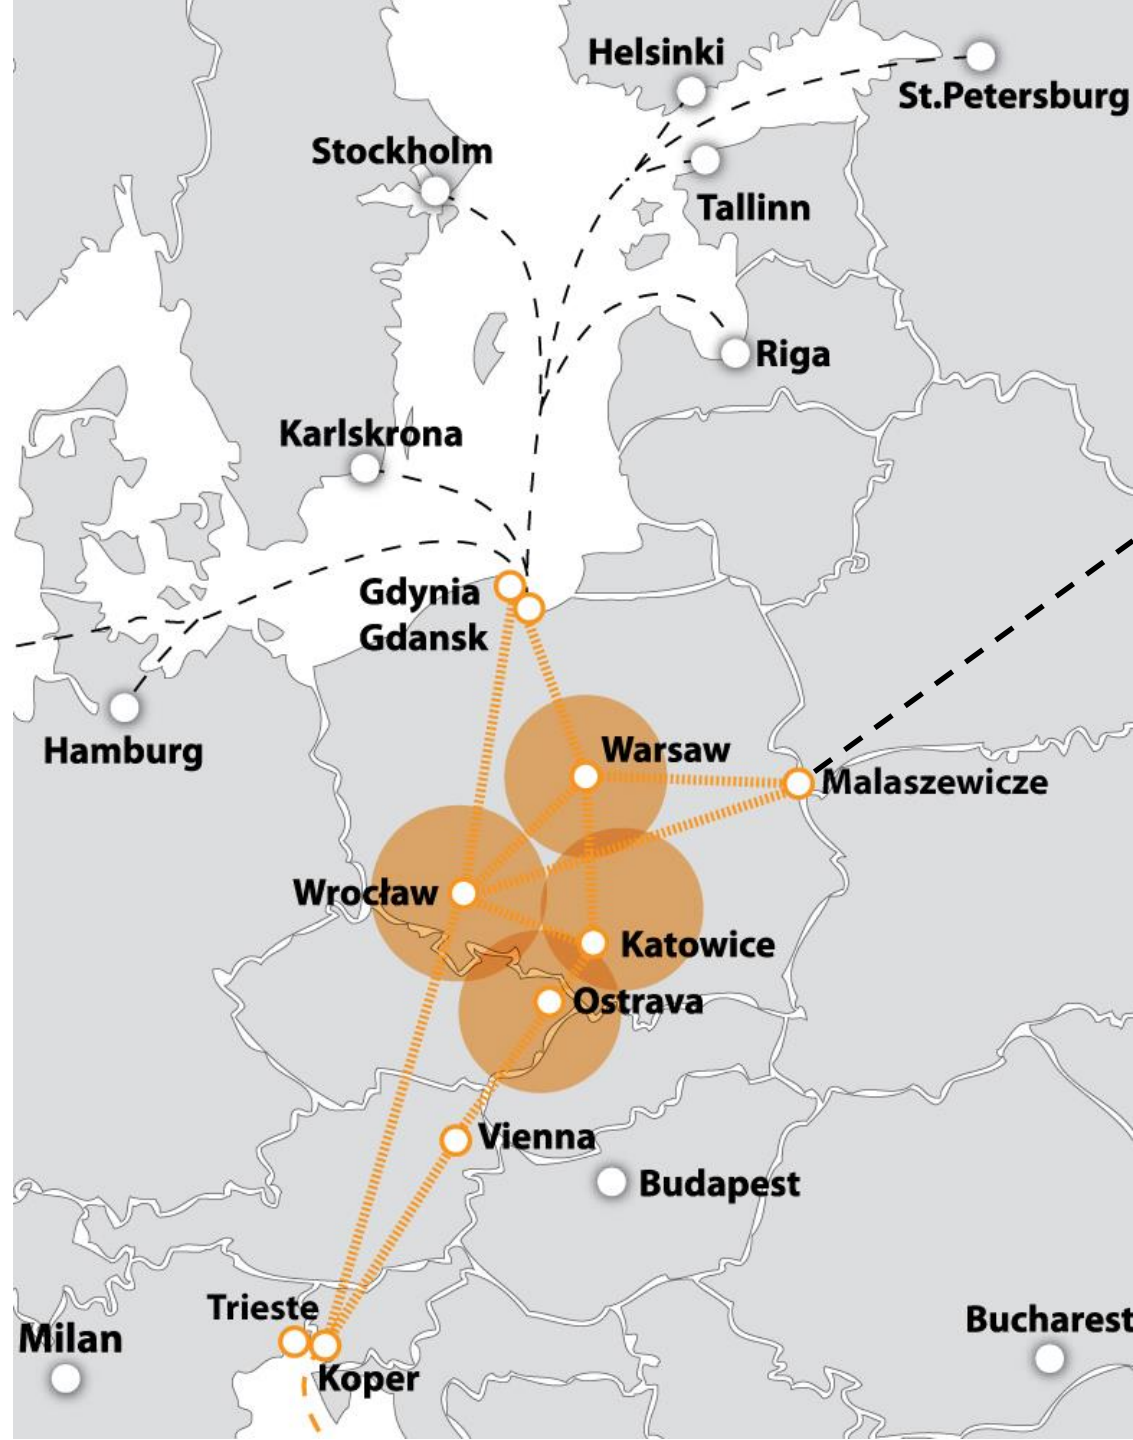 Helsinki
St.Petersburg
Stockholm
Tallinn
Riga
Karlskrona
Gdynia
Gdansk
Hamburg
Warsaw
Malaszewicze
Wrocław
Katowice
Ostrava
Vienna
Budapest
Trieste
Milan
Bucharest
Koper